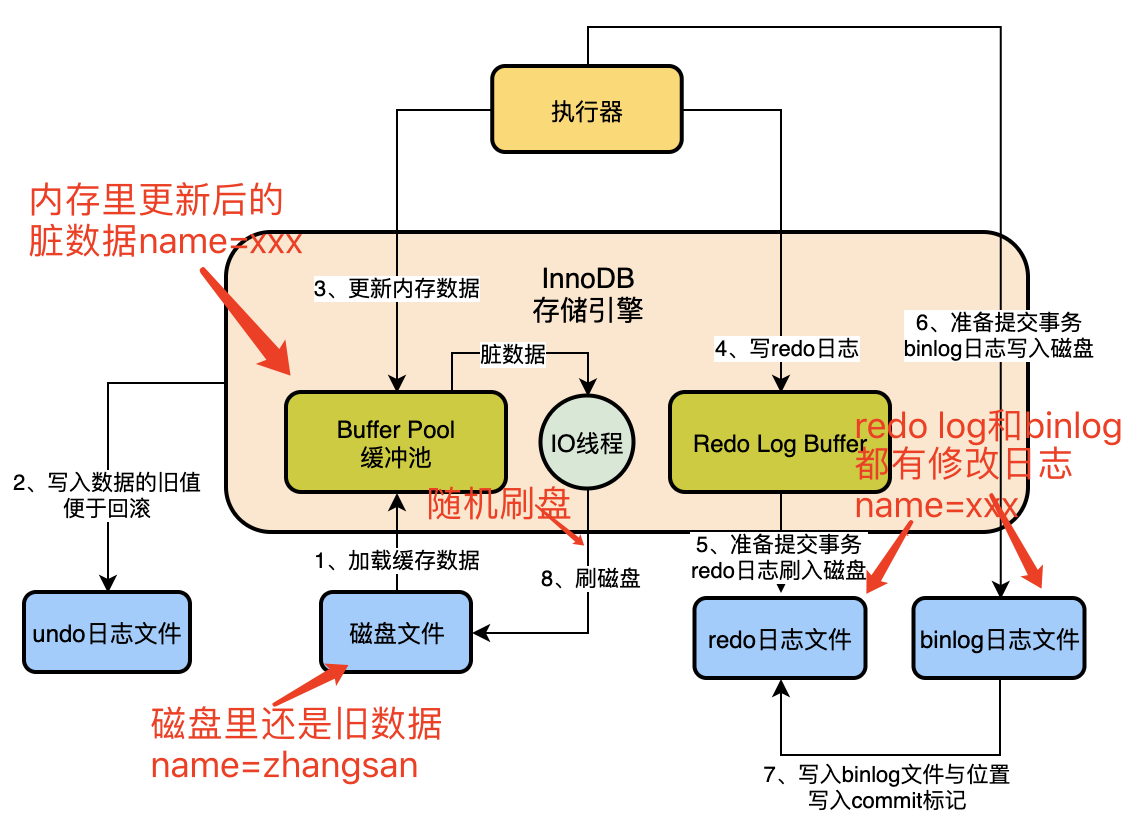 执行器
内存里更新后的
脏数据name=xxx
InnoDB
存储引擎
3、更新内存数据
6、准备提交事务
binlog日志写入磁盘
4、写redo日志
脏数据
Buffer Pool
缓冲池
IO线程
Redo Log Buffer
redo log和binlog
都有修改日志
name=xxx
2、写入数据的旧值
便于回滚
随机刷盘
1、加载缓存数据
8、刷磁盘
5、准备提交事务
redo日志刷入磁盘
undo日志文件
磁盘文件
redo日志文件
binlog日志文件
磁盘里还是旧数据
name=zhangsan
7、写入binlog文件与位置
写入commit标记